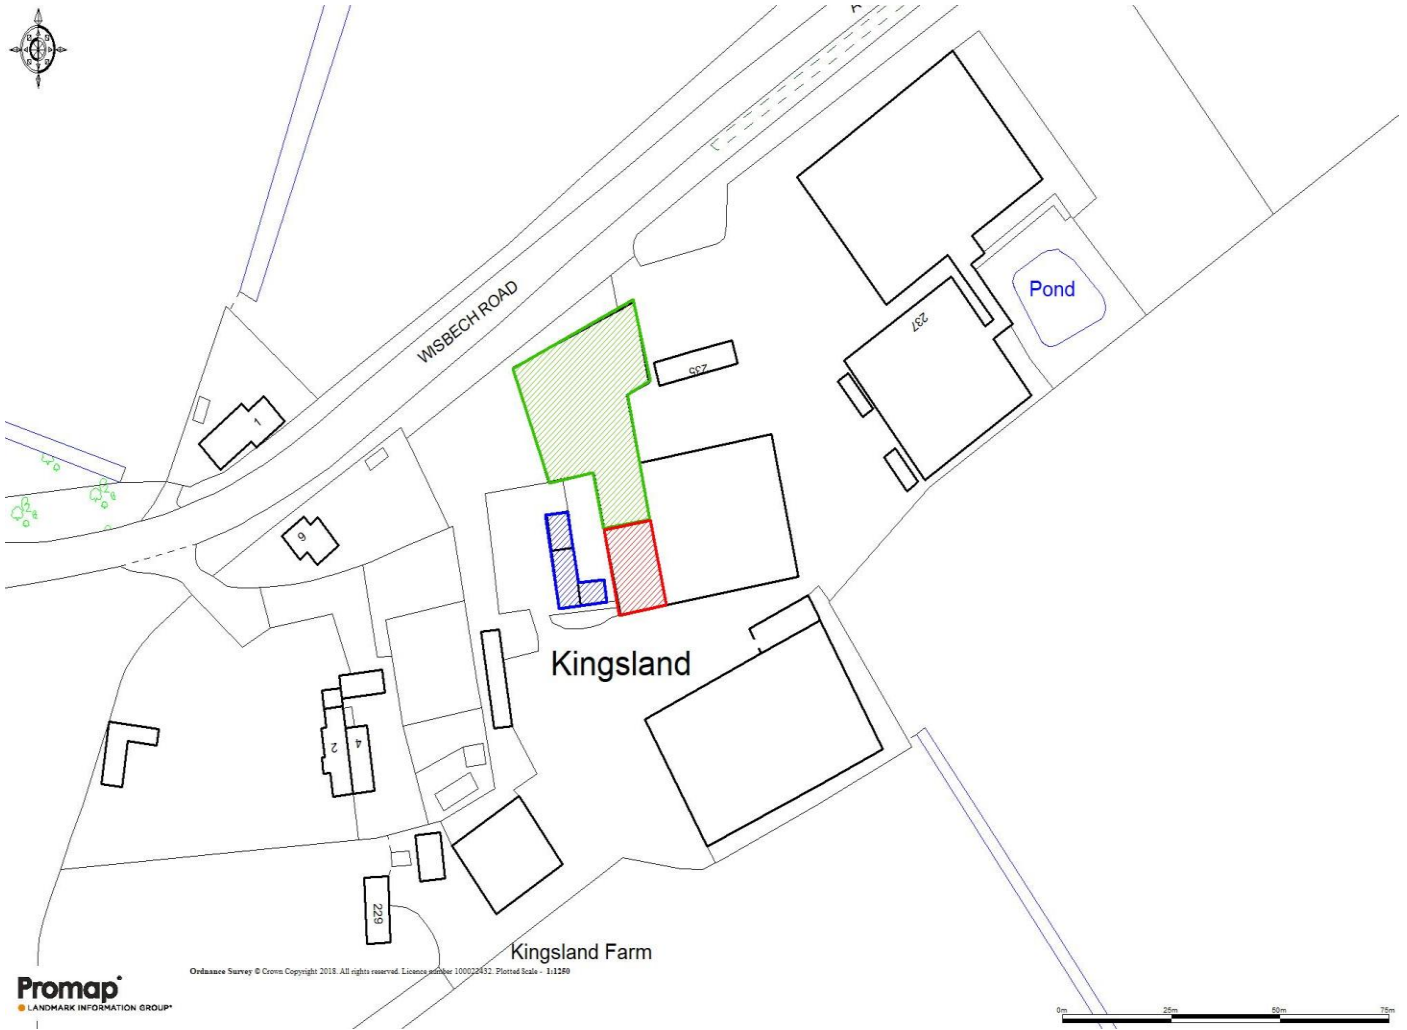 WISBECH ROAD
Pond
237
235
1
6
Kingsland
2
4
229
Kingsland Farm
Ordnance Survey © Crown Copyright 2018. All rights reserved. Licence number 100022432. Plotted Scale - 1:1250
Promap
LANDMARK INFORMATION GROUP
0m 25m 50m 75m